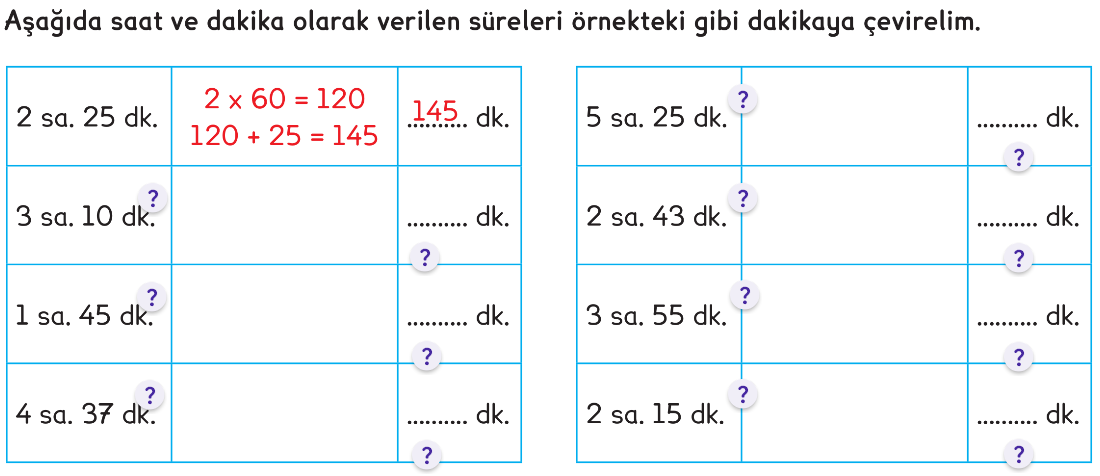 Aşağıda saat ve dakika olarak verilen süreleri örnekteki gibi dakikaya çevirelim.
2 sa. 25 dk.
2 x 60 = 120
120 + 25 = 145
145
.......... dk.
3 sa. 10 dk.
?
.......... dk.
?
1 sa. 45 dk.
?
.......... dk.
?
4 sa. 37 dk.
?
.......... dk.
?
5 sa. 25 dk.
?
.......... dk.
?
2 sa. 43 dk.
?
.......... dk.
?
3 sa. 55 dk.
?
.......... dk.
?
2 sa. 15 dk.
?
.......... dk.
?